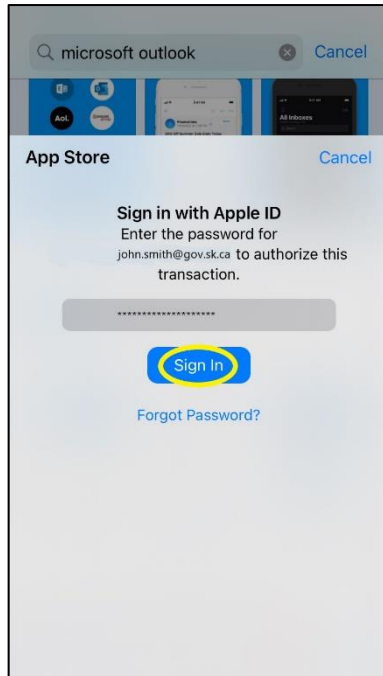 microsoft outlook
Cancel
Aol.
All Inboxes
App Store
Cancel
Sign in with Apple ID
Enter the password for
john.smith@gov.sk.ca to authorize this
transaction.
********************
Sign In
Forgot Password?